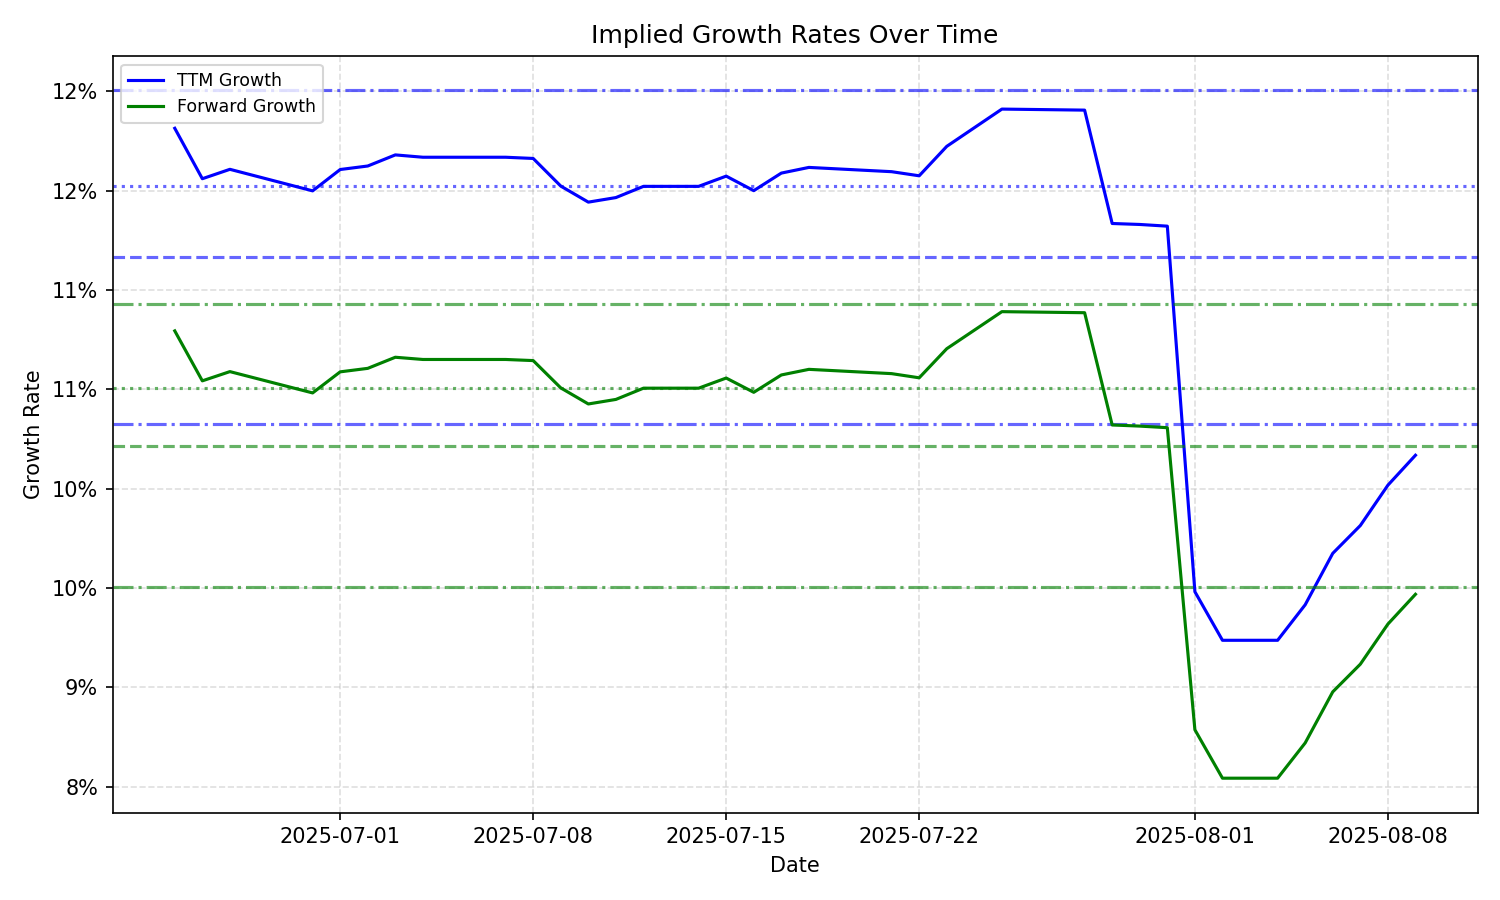 Implied Growth Rates Over Time
TTM Growth
Forward Growth
12%
12%
11%
11%
10%
10%
9%
8%
Growth Rate
2025-07-01
2025-07-08
2025-07-15
2025-07-22
2025-08-01
2025-08-08
Date